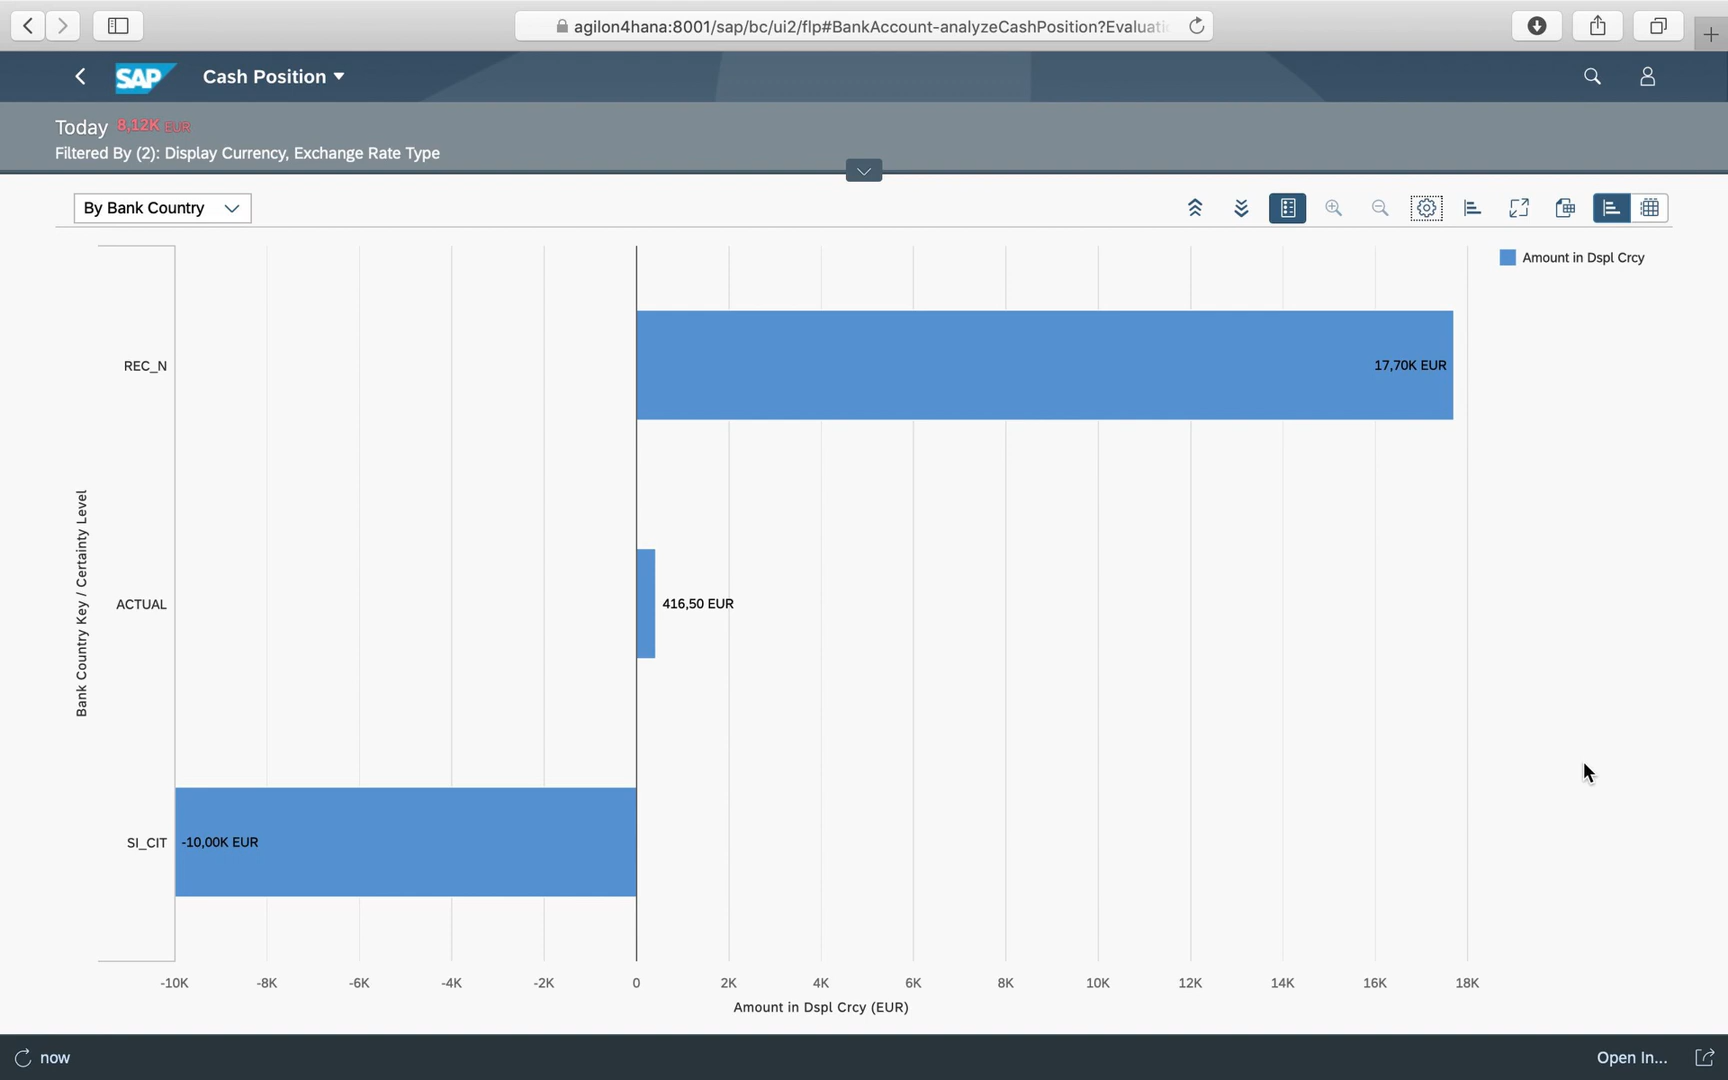 agilon4hana:8001/sap/bc/ui2/flp#BankAccount-analyzeCashPosition?Evaluati
SAP Cash Position
Today 8,12K EUR
Filtered By (2): Display Currency, Exchange Rate Type
By Bank Country
Amount in Dspl Crcy
REC_N
17,70K EUR
Bank Country Key / Certainty Level
ACTUAL
416,50 EUR
SI_CIT
-10,00K EUR
-10K -8K -6K -4K -2K 0 2K 4K 6K 8K 10K 12K 14K 16K 18K
Amount in Dspl Crcy (EUR)
now
Open In...